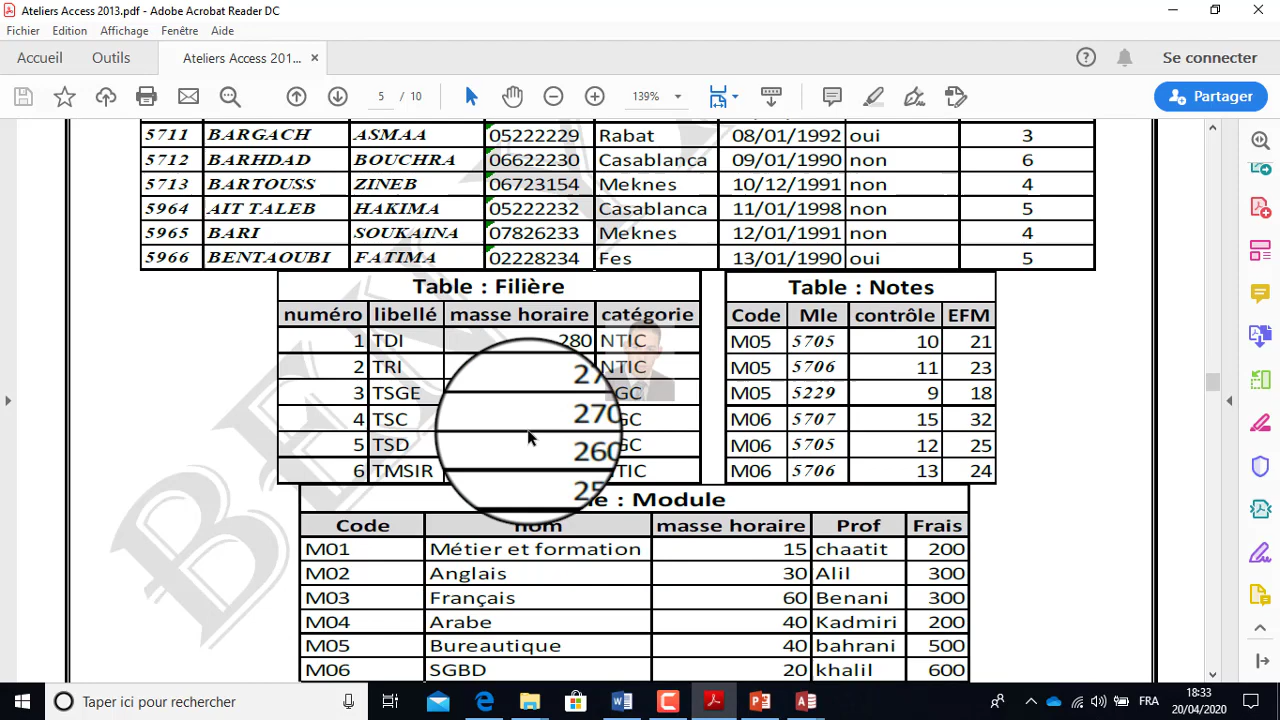 Ateliers Access 2013.pdf - Adobe Acrobat Reader DC
Fichier Edition Affichage Fenêtre Aide
Accueil Outils Ateliers Access 201... × Se connecter
5 / 10 139% Partager
5711 BARGACH ASMAA 05222229 Rabat 08/01/1992 oui 3
5712 BARHDAD BOUCHRA 06622230 Casablanca 09/01/1990 non 6
5713 BARTOUSS ZINEB 06723154 Meknes 10/12/1991 non 4
5964 AIT TALEB HAKIMA 05222232 Casablanca 11/01/1998 non 5
5965 BARI SOUKAINA 07826233 Meknes 12/01/1991 non 4
5966 BENTAOUBI FATIMA 02228234 Fes 13/01/1990 oui 5
Table : Filière
numéro libellé masse horaire catégorie
1 TDI 280 NTIC
2 TRI NTIC
3 TSGE GC
4 TSC 270 GC
5 TSD 260 GC
6 TMSIR TIC
Table : Notes
Code Mle contrôle EFM
M05 5705 10 21
M05 5706 11 23
M05 5229 9 18
M06 5707 15 32
M06 5705 12 25
M06 5706 13 24
: Module
Code nom masse horaire Prof Frais
M01 Métier et formation 15 chaatit 200
M02 Anglais 30 Alil 300
M03 Français 60 Benani 300
M04 Arabe 40 Kadmiri 200
M05 Bureautique 40 bahrani 500
M06 SGBD 20 khalil 600
Taper ici pour rechercher
FRA
18:33
20/04/2020